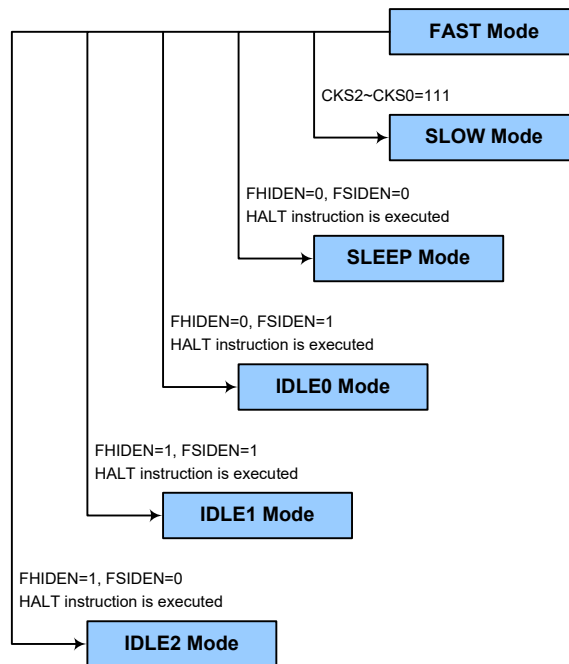 FAST Mode
CKS2~CKS0=111
SLOW Mode
FHIDEN=0, FSIDEN=0
HALT instruction is executed
SLEEP Mode
FHIDEN=0, FSIDEN=1
HALT instruction is executed
IDLE0 Mode
FHIDEN=1, FSIDEN=1
HALT instruction is executed
IDLE1 Mode
FHIDEN=1, FSIDEN=0
HALT instruction is executed
IDLE2 Mode